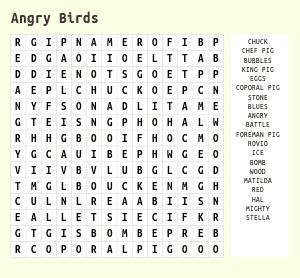 Angry Birds
R G I P N A M E R O F I B P
E D G A O I I O E L T T A B
D D I E N O T S G O E T P P
A E P L C H U C K O E P C N
N Y F S O N A D L I T A M E
G T E I S N G P H O H A L W
R H H G B O O I F H O C M O
Y G C A U I B E P H W G E O
V I I V B V L U B G L C G D
T M G L B O U C K E N M G H
C U L N L R E A A B I I S N
E A L L E T S I E C I F K R
G T G I S B O M B E P R E B
R C O P O R A L P I G O O O
CHUCK
CHEF PIG
BUBBLES
KING PIG
EGGS
COPORAL PIG
STONE
BLUES
ANGRY
BATTLE
FOREMAN PIG
ROVIO
ICE
BOMB
WOOD
MATILDA
RED
HAL
MIGHTY
STELLA